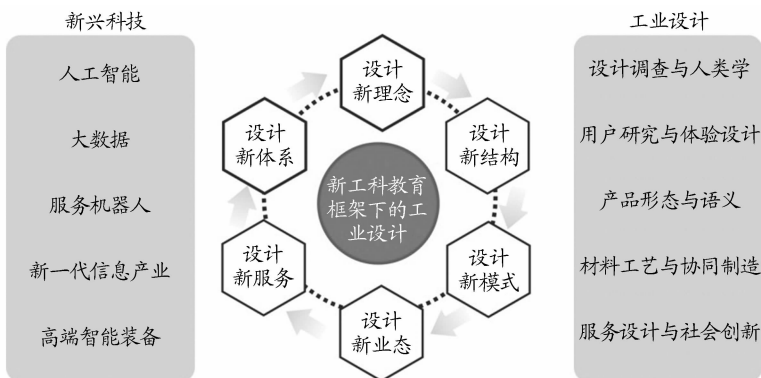 新兴科技
人工智能
大数据
服务机器人
新一代信息产业
高端智能装备
设计
新理念
设计
新结构
设计
新模式
设计
新业态
设计
新服务
设计
新体系
新工科教育
框架下的工
业设计
工业设计
设计调查与人类学
用户研究与体验设计
产品形态与语义
材料工艺与协同制造
服务设计与社会创新